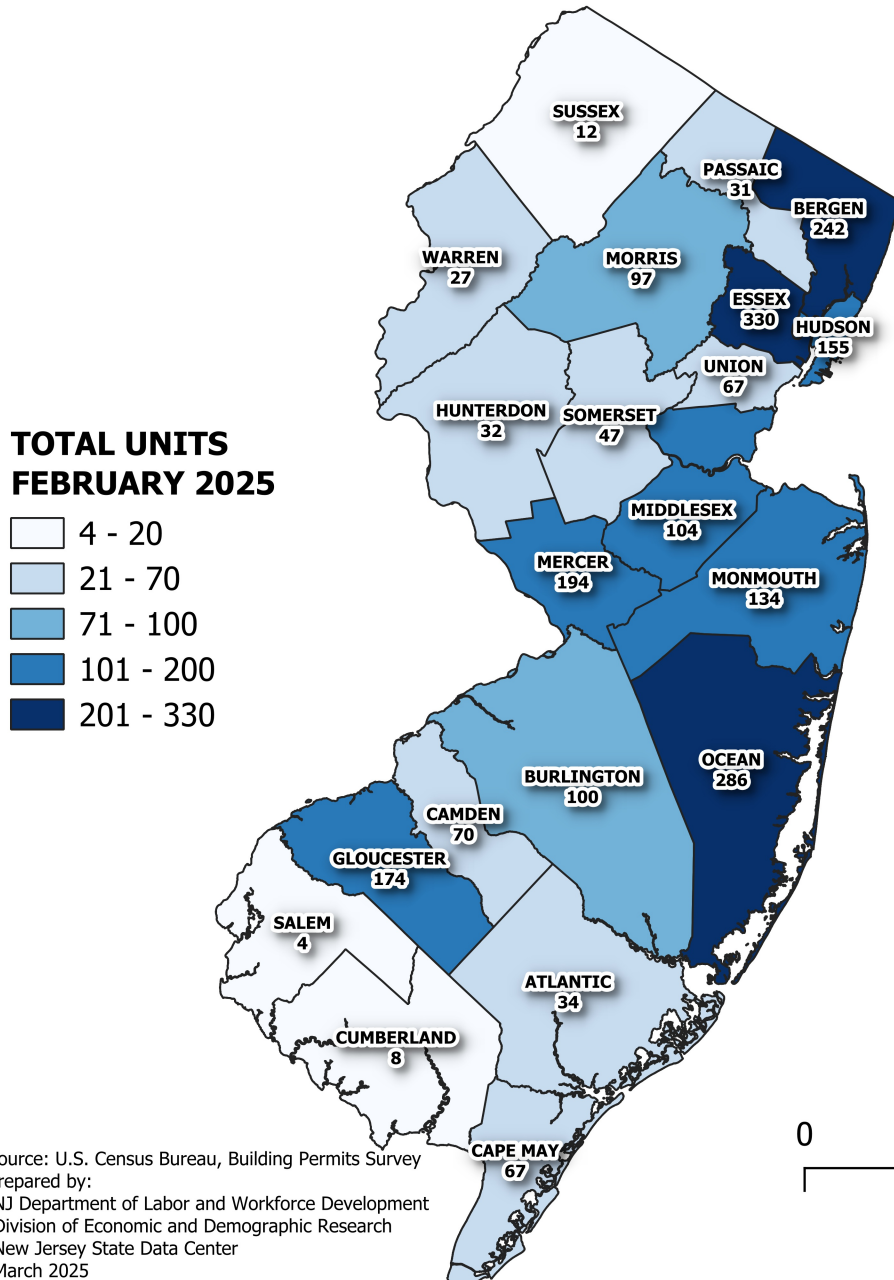 SUSSEX
12
PASSAIC
31
BERGEN
242
WARREN
27
MORRIS
97
ESSEX
330
HUDSON
155
UNION
67
HUNTERDON
32
SOMERSET
47
TOTAL UNITS
FEBRUARY 2025
4 - 20
21 - 70
71 - 100
101 - 200
201 - 330
MIDDLESEX
104
MERCER
194
MONMOUTH
134
OCEAN
286
BURLINGTON
100
CAMDEN
70
GLOUCESTER
174
SALEM
4
ATLANTIC
34
CUMBERLAND
8
CAPE MAY
67
0
ource: U.S. Census Bureau, Building Permits Survey
repared by:
NJ Department of Labor and Workforce Development
Division of Economic and Demographic Research
New Jersey State Data Center
March 2025